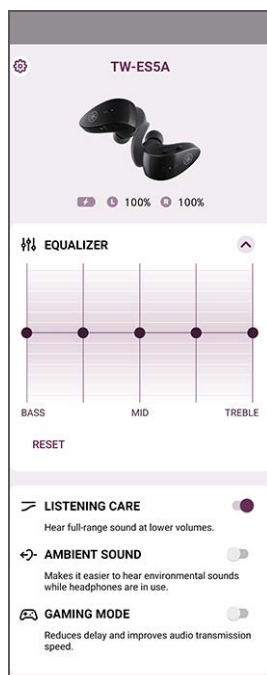 TW-ES5A
L 100% R 100%
EQUALIZER
BASS MID TREBLE
RESET
LISTENING CARE
Hear full-range sound at lower volumes.
AMBIENT SOUND
Makes it easier to hear environmental sounds
while headphones are in use.
GAMING MODE
Reduces delay and improves audio transmission
speed.